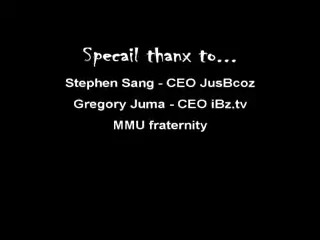 Specail thanx to...
Stephen Sang - CEO JusBcoz
Gregory Juma - CEO iBz.tv
MMU fraternity